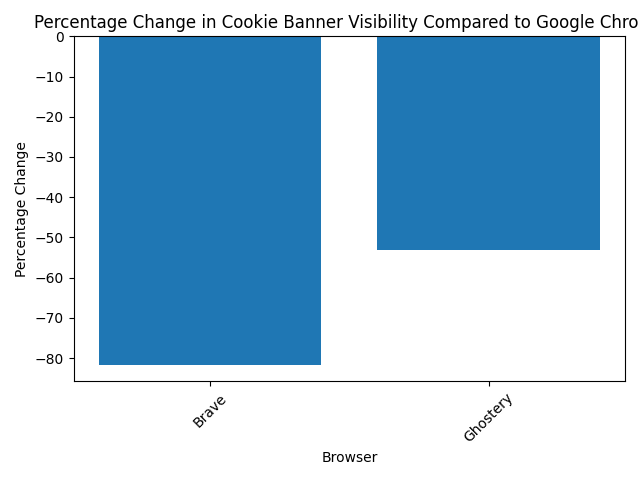 Percentage Change in Cookie Banner Visibility Compared to Google Chro
0
−10
−20
−30
−40
−50
−60
−70
−80
Percentage Change
Brave
Ghostery
Browser